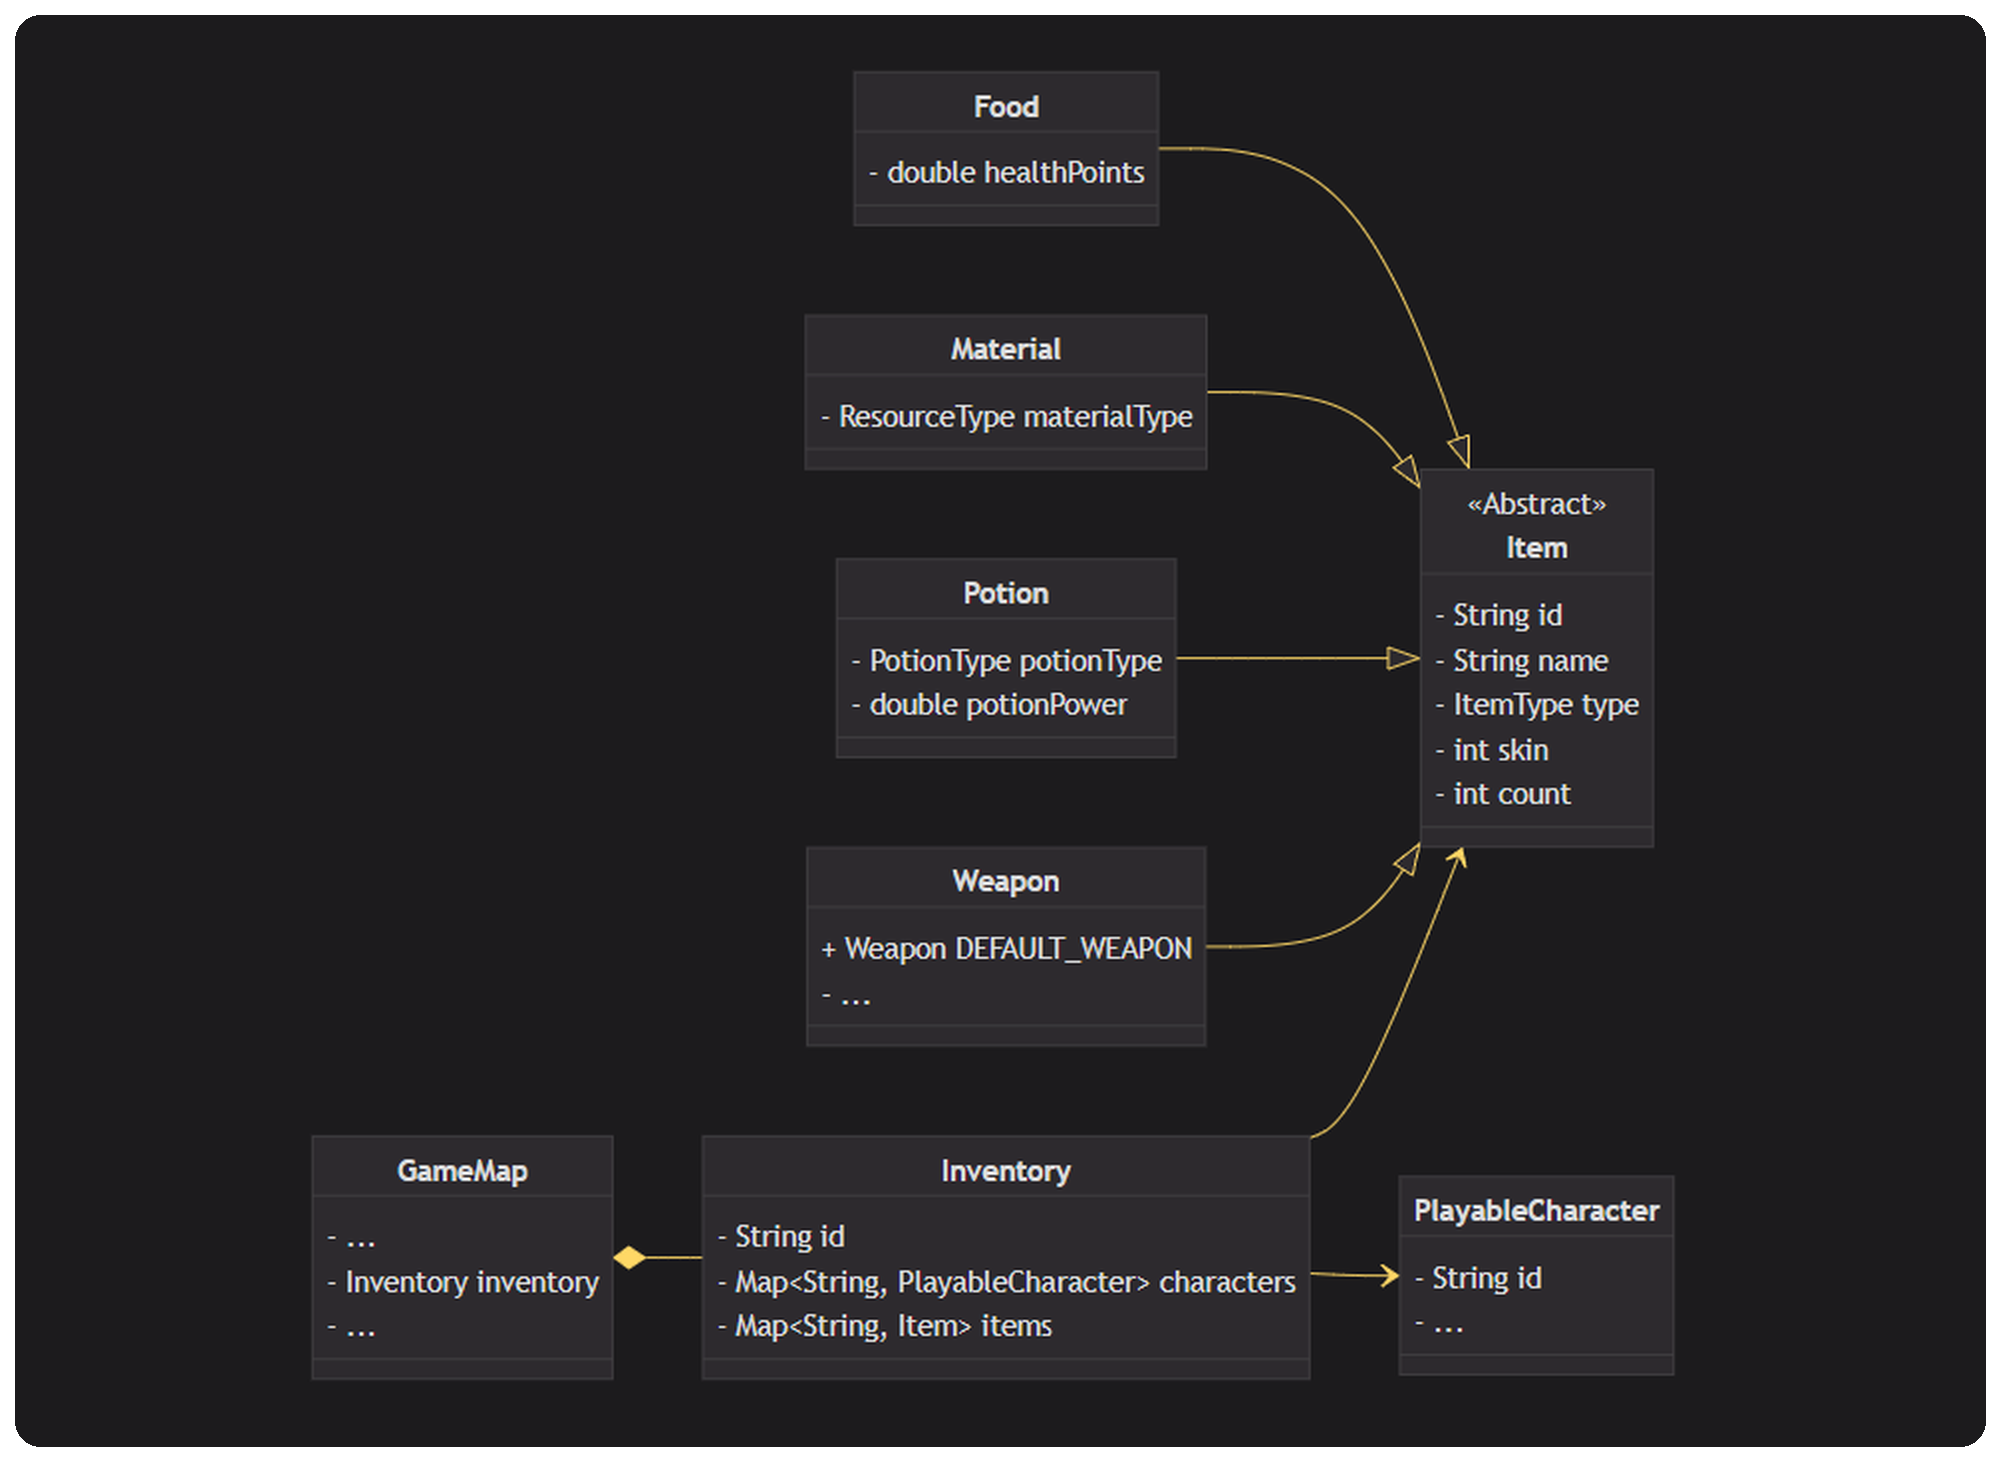 Food
- double healthPoints
Material
- ResourceType materialType
«Abstract»
Item
- String id
- String name
- ItemType type
- int skin
- int count
Potion
- PotionType potionType
- double potionPower
Weapon
+ Weapon DEFAULT_WEAPON
- ...
GameMap
- ...
- Inventory inventory
- ...
Inventory
- String id
- Map<String, PlayableCharacter> characters
- Map<String, Item> items
PlayableCharacter
- String id
- ...